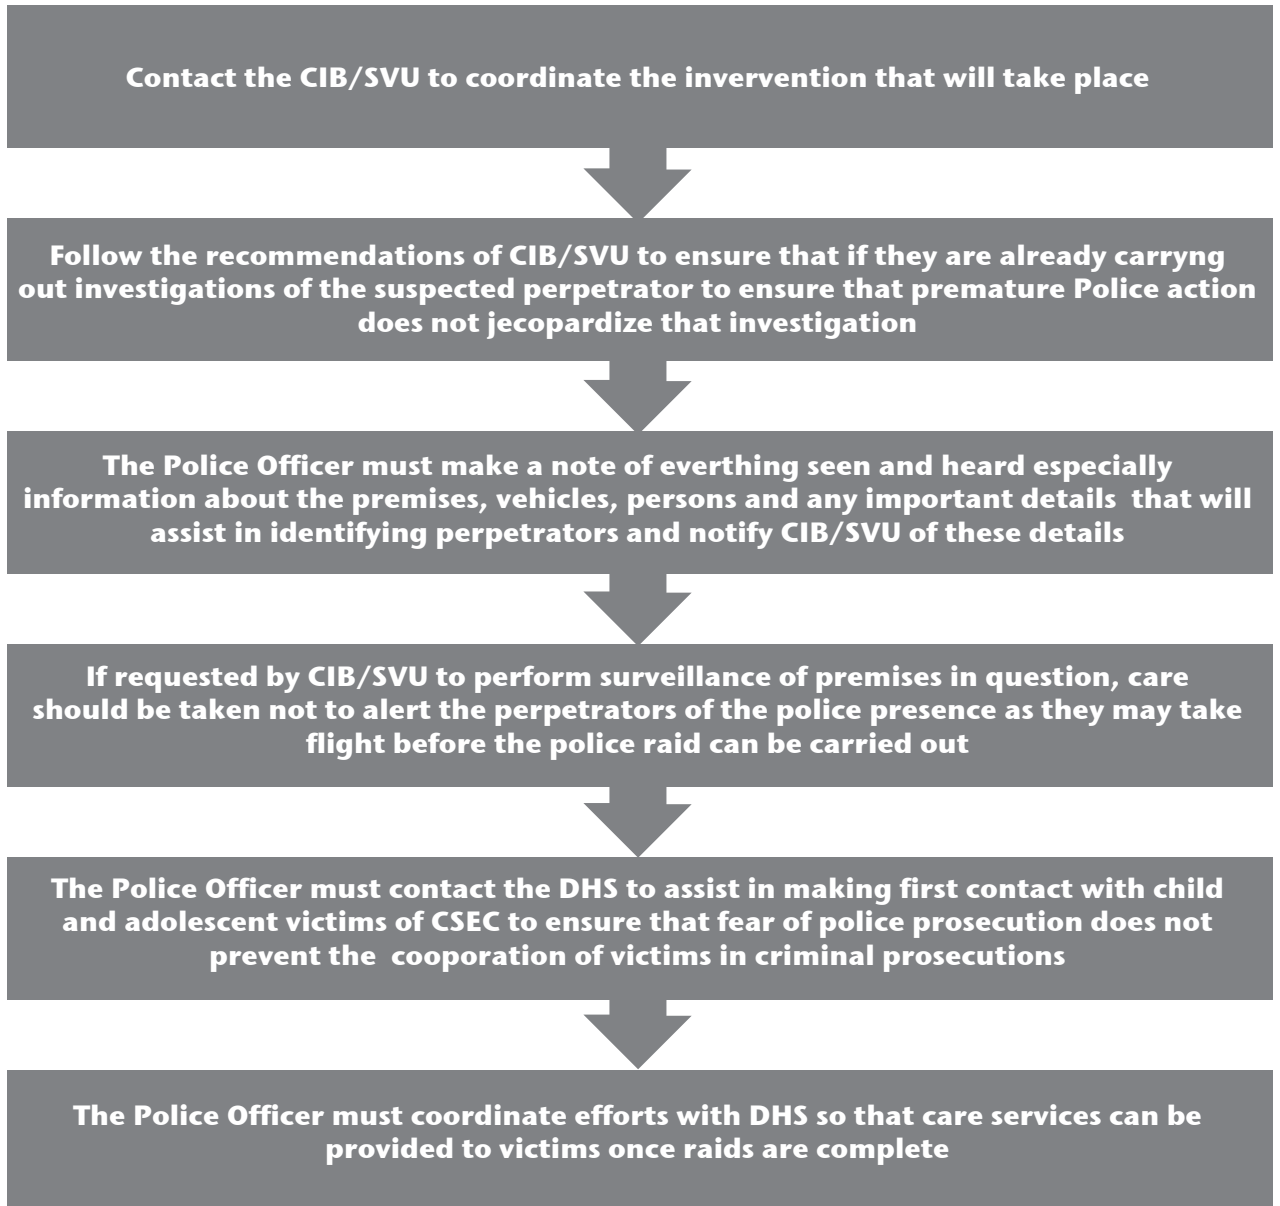 Contact the CIB/SVU to coordinate the invervention that will take place
Follow the recommendations of CIB/SVU to ensure that if they are already carryng
out investigations of the suspected perpetrator to ensure that premature Police action
does not jecopardize that investigation
The Police Officer must make a note of everthing seen and heard especially
information about the premises, vehicles, persons and any important details  that will
assist in identifying perpetrators and notify CIB/SVU of these details
If requested by CIB/SVU to perform surveillance of premises in question, care
should be taken not to alert the perpetrators of the police presence as they may take
flight before the police raid can be carried out
The Police Officer must contact the DHS to assist in making first contact with child
and adolescent victims of CSEC to ensure that fear of police prosecution does not
prevent the  cooporation of victims in criminal prosecutions
The Police Officer must coordinate efforts with DHS so that care services can be
provided to victims once raids are complete